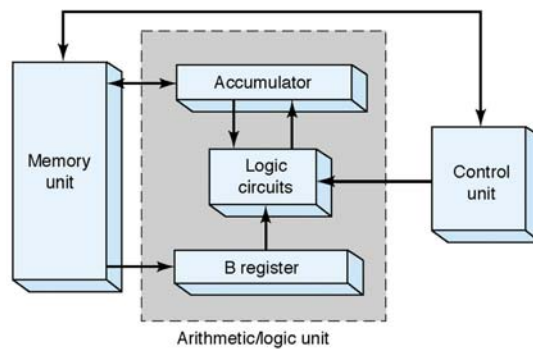 Accumulator
Memory
unit
Logic
circuits
Control
unit
B register
Arithmetic/logic unit